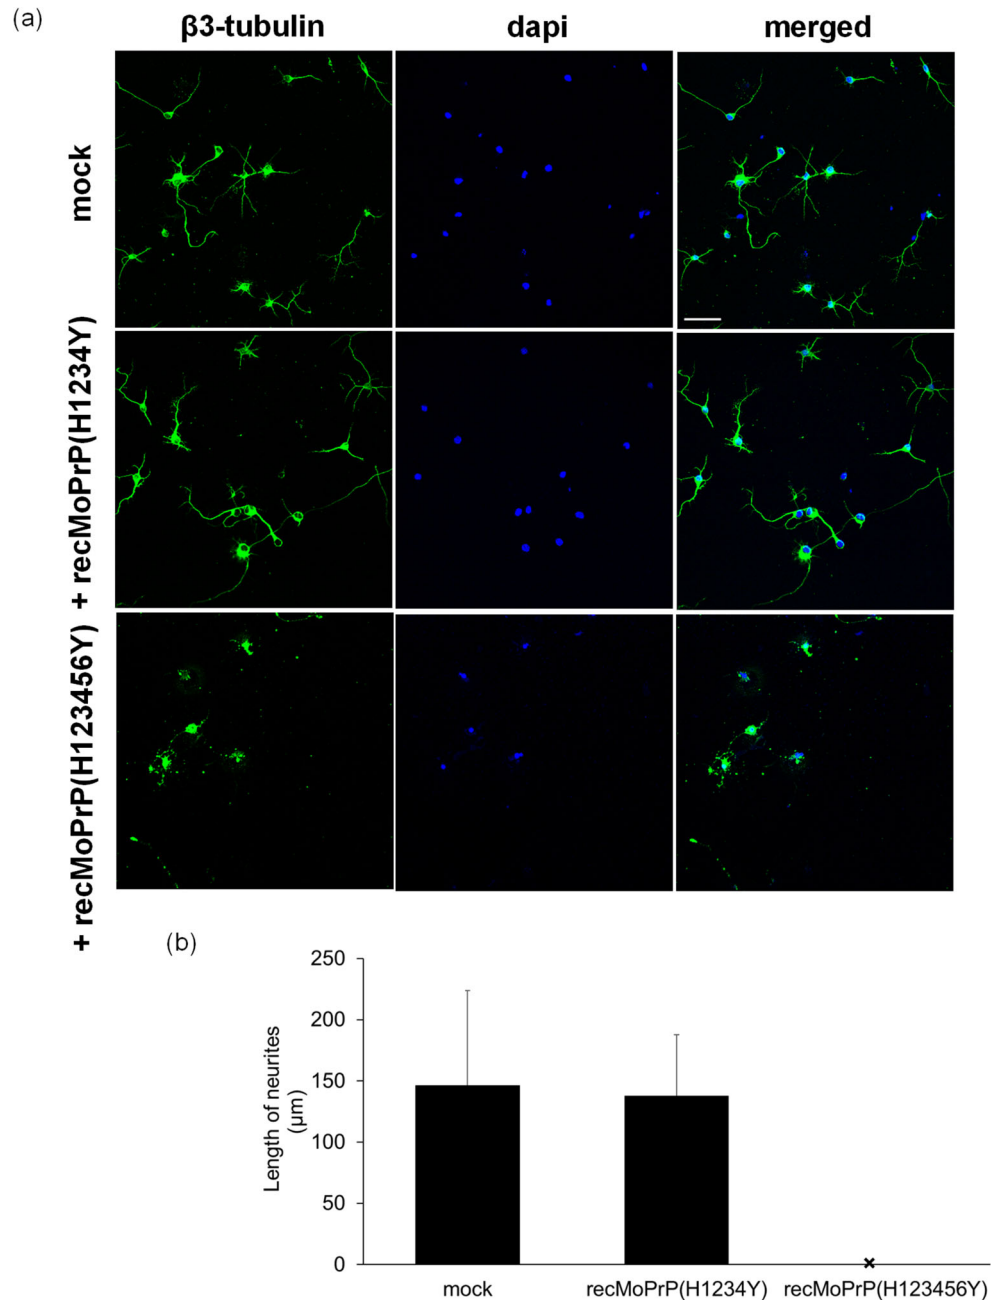 (a)
β3-tubulin dapi merged
mock
+ recMoPrP(H1234Y)
+ recMoPrP(H123456Y)
(b)
250
200
150
100
50
0
Length of neurites
(µm)
mock recMoPrP(H1234Y) recMoPrP(H123456Y)
×